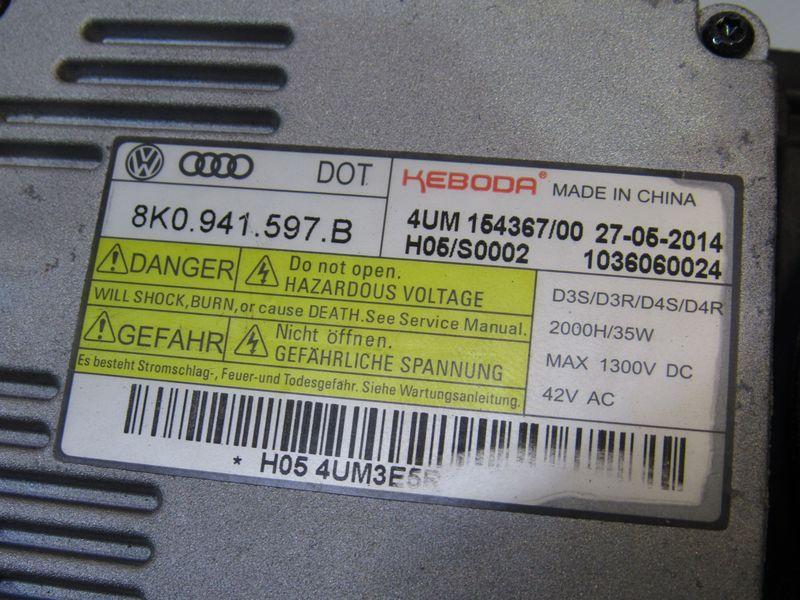 DOT
KEBODA® MADE IN CHINA
8K0.941.597.B
4UM 154367/00 27-05-2014
H05/S0002 1036060024
DANGER
Do not open.
HAZARDOUS VOLTAGE
WILL SHOCK,BURN,or cause DEATH.See Service Manual.
GEFAHR
Nicht öffnen.
GEFÄHRLICHE SPANNUNG
Es besteht Stromschlag-, Feuer-und Todesgefahr. Siehe Wartungsanleitung.
D3S/D3R/D4S/D4R
2000H/35W
MAX 1300V DC
42V AC
* H05 4UM3E5